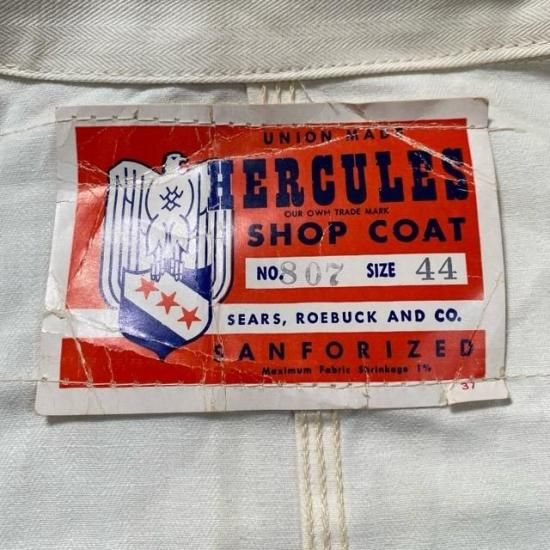 UNION MADE
HERCULES
OUR OWN TRADE MARK
SHOP COAT
NO. 807 SIZE 44
SEARS, ROEBUCK AND CO.
SANFORIZED
Maximum Fabric Shrinkage 1%
37